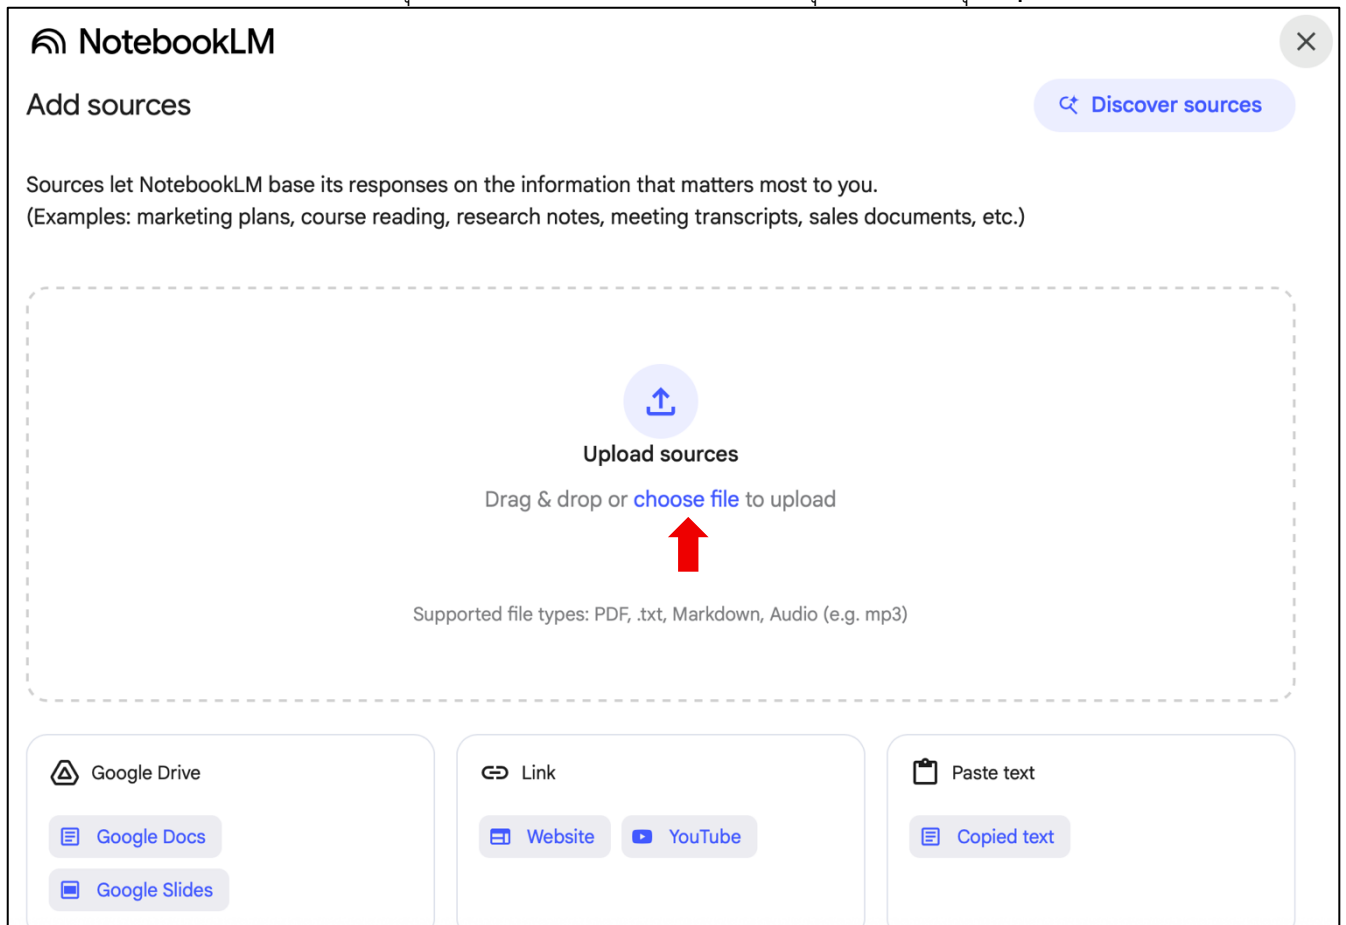 NotebookLM
Add sources
Discover sources
Sources let NotebookLM base its responses on the information that matters most to you.
(Examples: marketing plans, course reading, research notes, meeting transcripts, sales documents, etc.)
Upload sources
Drag & drop or choose file to upload
Supported file types: PDF, .txt, Markdown, Audio (e.g. mp3)
Google Drive
Google Docs
Google Slides
Link
Website
YouTube
Paste text
Copied text